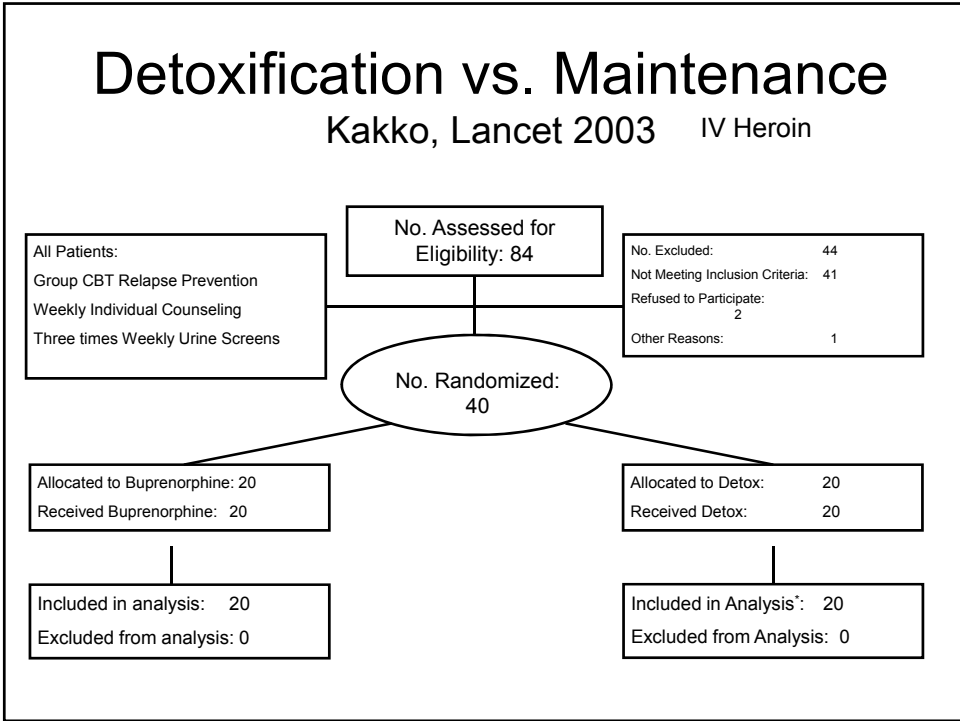 Detoxification vs. Maintenance
Kakko, Lancet 2003 IV Heroin
No. Assessed for
Eligibility: 84
All Patients:
Group CBT Relapse Prevention
Weekly Individual Counseling
Three times Weekly Urine Screens
No. Excluded: 44
Not Meeting Inclusion Criteria: 41
Refused to Participate:
2
Other Reasons: 1
No. Randomized:
40
Allocated to Buprenorphine: 20
Received Buprenorphine: 20
Allocated to Detox: 20
Received Detox: 20
Included in analysis: 20
Excluded from analysis: 0
Included in Analysis*: 20
Excluded from Analysis: 0